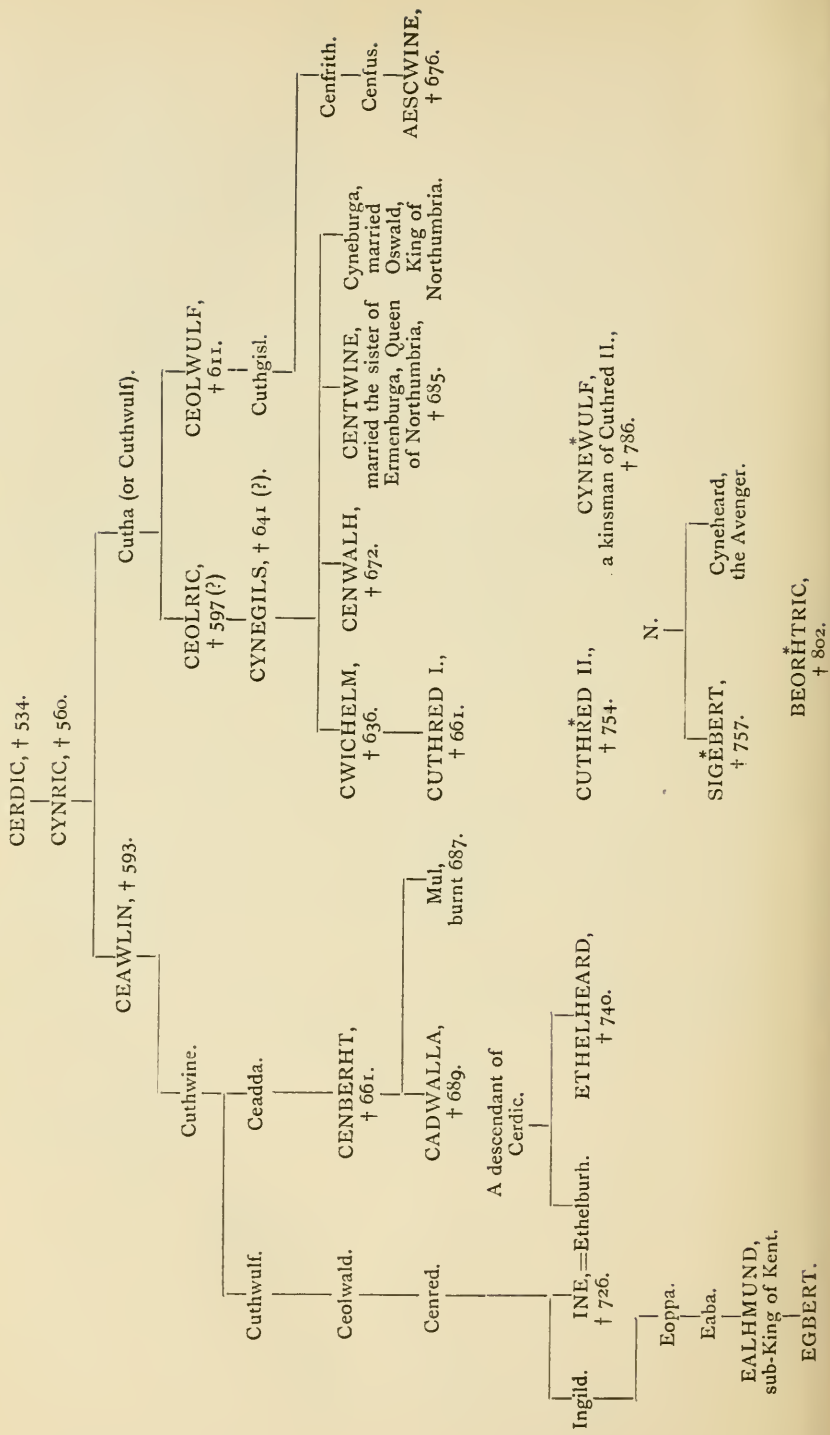 CERDIC, † 534.
CYNRIC, † 560.
CEAWLIN, † 593.
Cutha (or Cuthwulf).
Cuthwine.
CEOLRIC,
† 597 (?)
CEOLWULF,
† 611.
Cuthwulf.
Ceadda.
CYNEGILS, † 641 (?).
Cuthgisl.
Ceolwald.
CENBERHT,
† 661.
CWICHELM,
† 636.
CENWALH,
† 672.
CENTWINE,
married the sister of
Ermenburga, Queen
of Northumbria,
† 685.
Cyneburga,
married
Oswald,
King of
Northumbria.
Cenfrith.
Cenfus.
AESCWINE,
† 676.
Cenred.
CADWALLA,
† 689.
Mul,
burnt 687.
CUTHRED I.,
† 661.
A descendant of
Cerdic.
Ingild.
INE,=Ethelburh.
† 726.
ETHELHEARD,
† 740.
CUTHRED II.,
*
† 754.
CYNEWULF,
*
a kinsman of Cuthred II.,
† 786.
Eoppa.
Eaba.
N.
EALHMUND,
sub-King of Kent.
SIGEBERT,
*
† 757.
Cyneheard,
the Avenger.
EGBERT.
BEORHTRIC,
*
† 802.